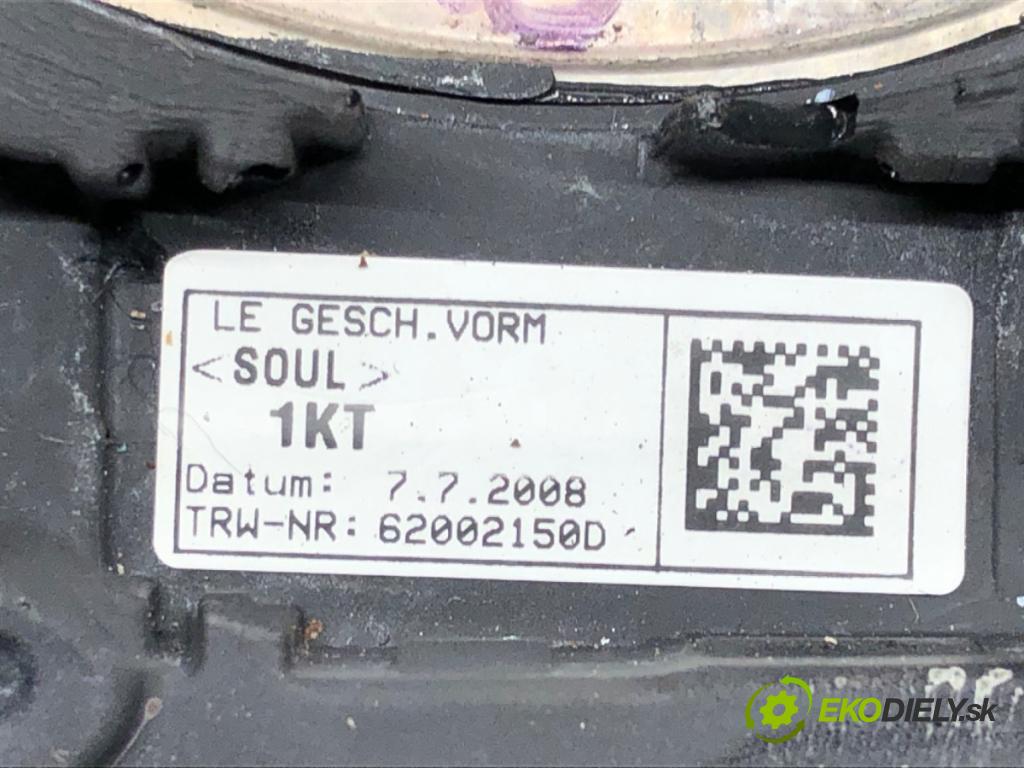 LE GESCH.VORM
<SOUL>
1KT
Datum: 7.7.2008
TRW-NR: 62002150D
EKODIELY.sk